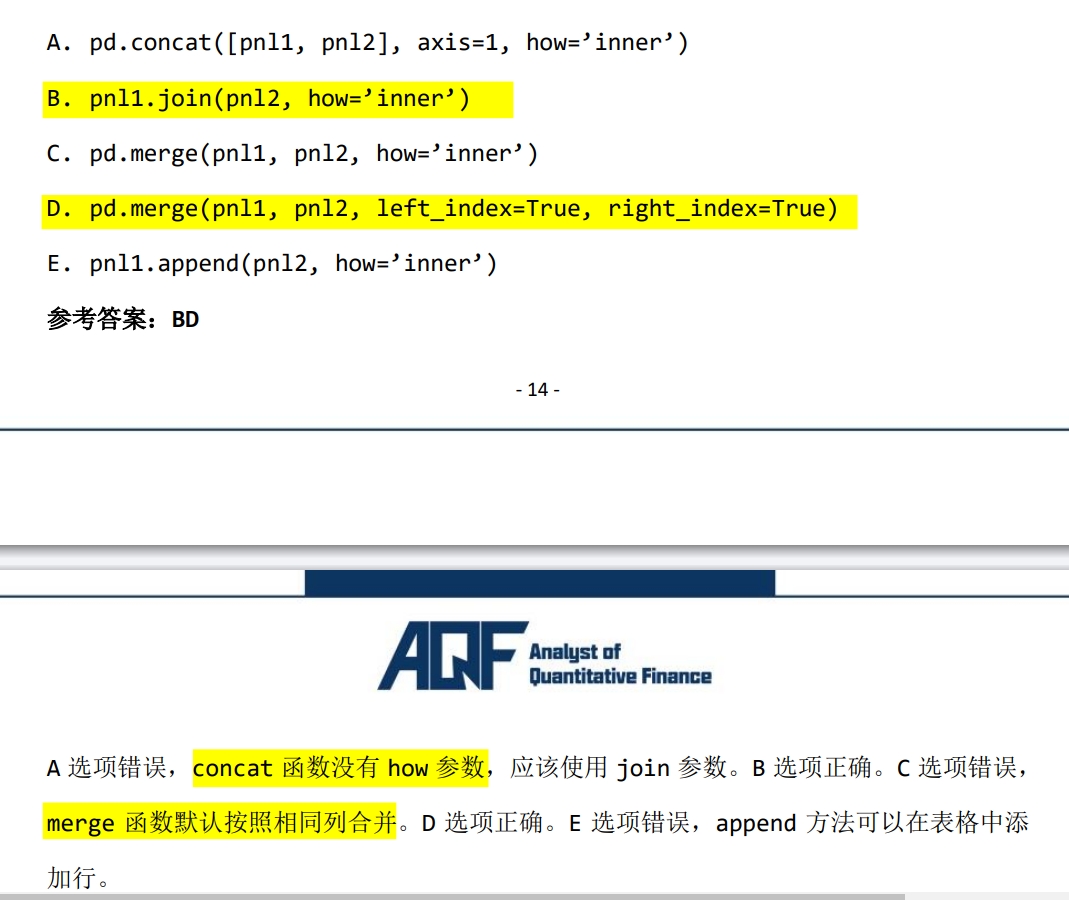 A. pd.concat([pnl1, pnl2], axis=1, how=’inner’)
B. pnl1.join(pnl2, how=’inner’)
C. pd.merge(pnl1, pnl2, how=’inner’)
D. pd.merge(pnl1, pnl2, left_index=True, right_index=True)
E. pnl1.append(pnl2, how=’inner’)
参考答案：BD
- 14 -
AQF Analyst of
Quantitative Finance
A 选项错误，concat 函数没有 how 参数，应该使用 join 参数。B 选项正确。C 选项错误，
merge 函数默认按照相同列合并。D 选项正确。E 选项错误，append 方法可以在表格中添
加行。